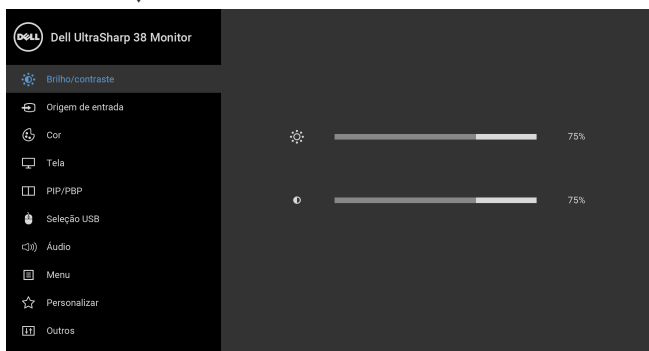 DELL
Dell UltraSharp 38 Monitor
Brilho/contraste
Origem de entrada
Cor
75%
Tela
PIP/PBP
75%
Seleção USB
Áudio
Menu
Personalizar
Outros